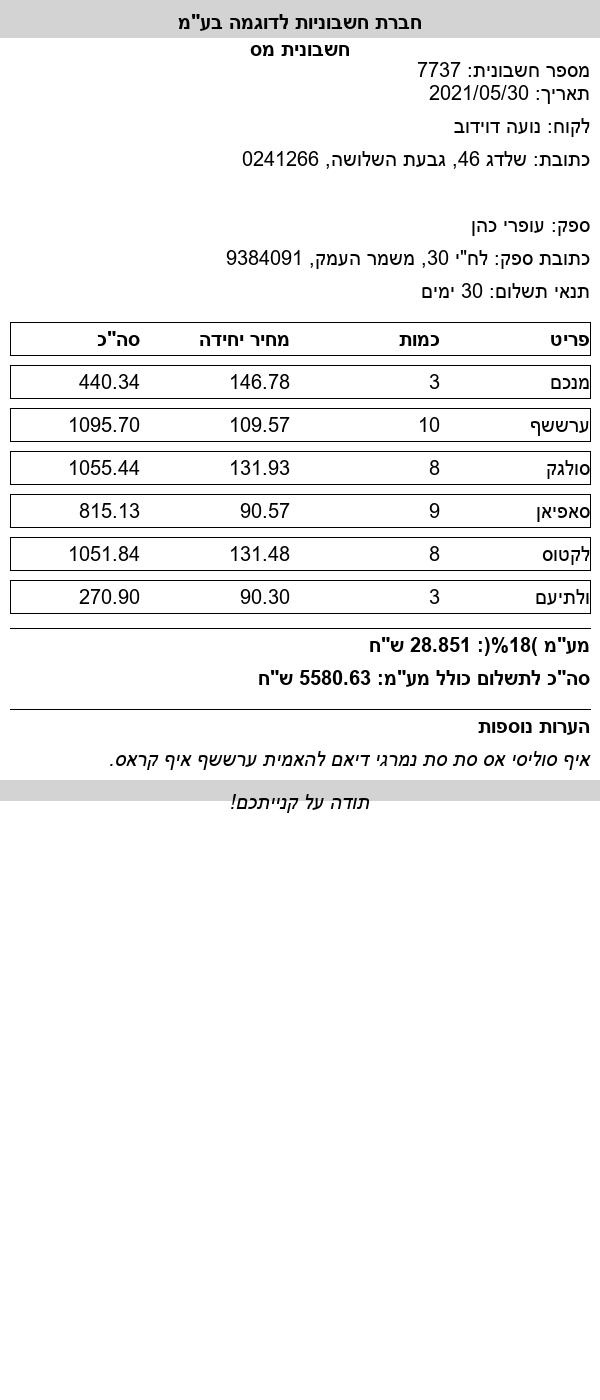 חברת חשבוניות לדוגמה בע"מ
חשבונית מס
מספר חשבונית: 7737
תאריך: 2021/05/30
לקוח: נועה דוידוב
כתובת: שלדג 46, גבעת השלושה, 0241266
ספק: עופרי כהן
כתובת ספק: לח"י 30, משמר העמק, 9384091
תנאי תשלום: 30 ימים
פריט כמות מחיר יחידה סה"כ
מנכם 3 146.78 440.34
ערששף 10 109.57 1095.70
סולגק 8 131.93 1055.44
סאפיאן 9 90.57 815.13
לקטוס 8 131.48 1051.84
ולתיעם 3 90.30 270.90
מע"מ )18%(: 28.851 ש"ח
סה"כ לתשלום כולל מע"מ: 5580.63 ש"ח
הערות נוספות
איף סוליסי אס סת סת נמרגי דיאם להאמית ערששף איף קראס.
תודה על קנייתכם!